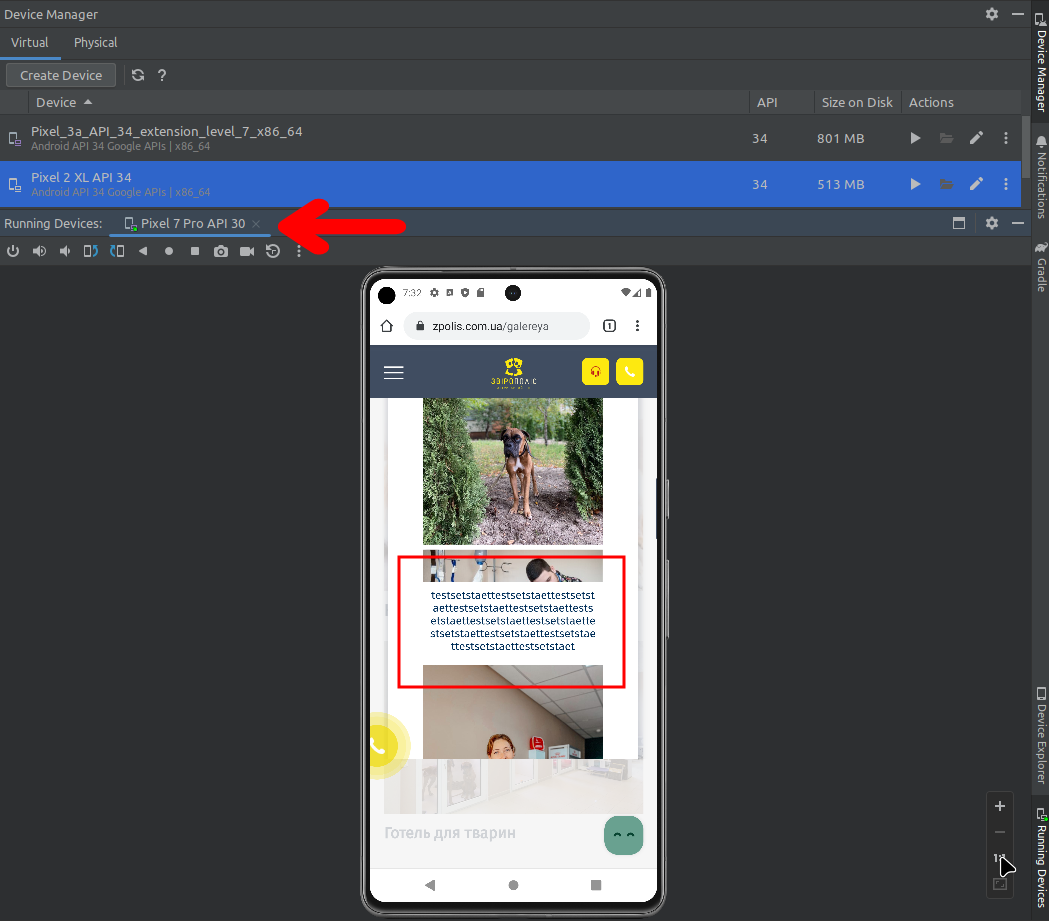 Device Manager
Virtual Physical
Create Device ?
Device API Size on Disk Actions
Pixel_3a_API_34_extension_level_7_x86_64 34 801 MB
Android API 34 Google APIs | x86_64
Pixel 2 XL API 34 34 513 MB
Android API 34 Google APIs | x86_64
Running Devices: Pixel 7 Pro API 30
7:32
zpolis.com.ua/galereya 1
ЗВІРОПОЛІС
testsetstaettestsetstaettestsetst
aettestsetstaettestsetstaettests
etstaettestsetstaettestsetstaette
stsetstaettestsetstaettestsetstae
ttestsetstaettestsetstaet
Готель для тварин
1:1
Device Manager
Notifications
Gradle
Device Explorer
Running Devices